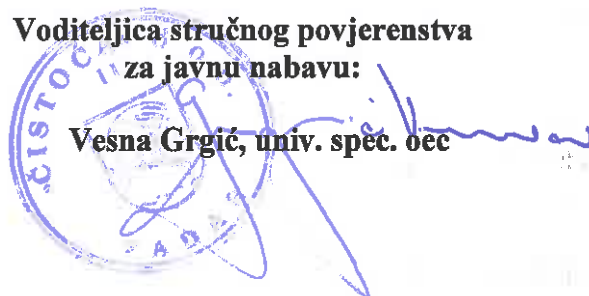 Voditeljica stručnog povjerenstva
za javnu nabavu:
Vesna Grgić, univ. spec. oec